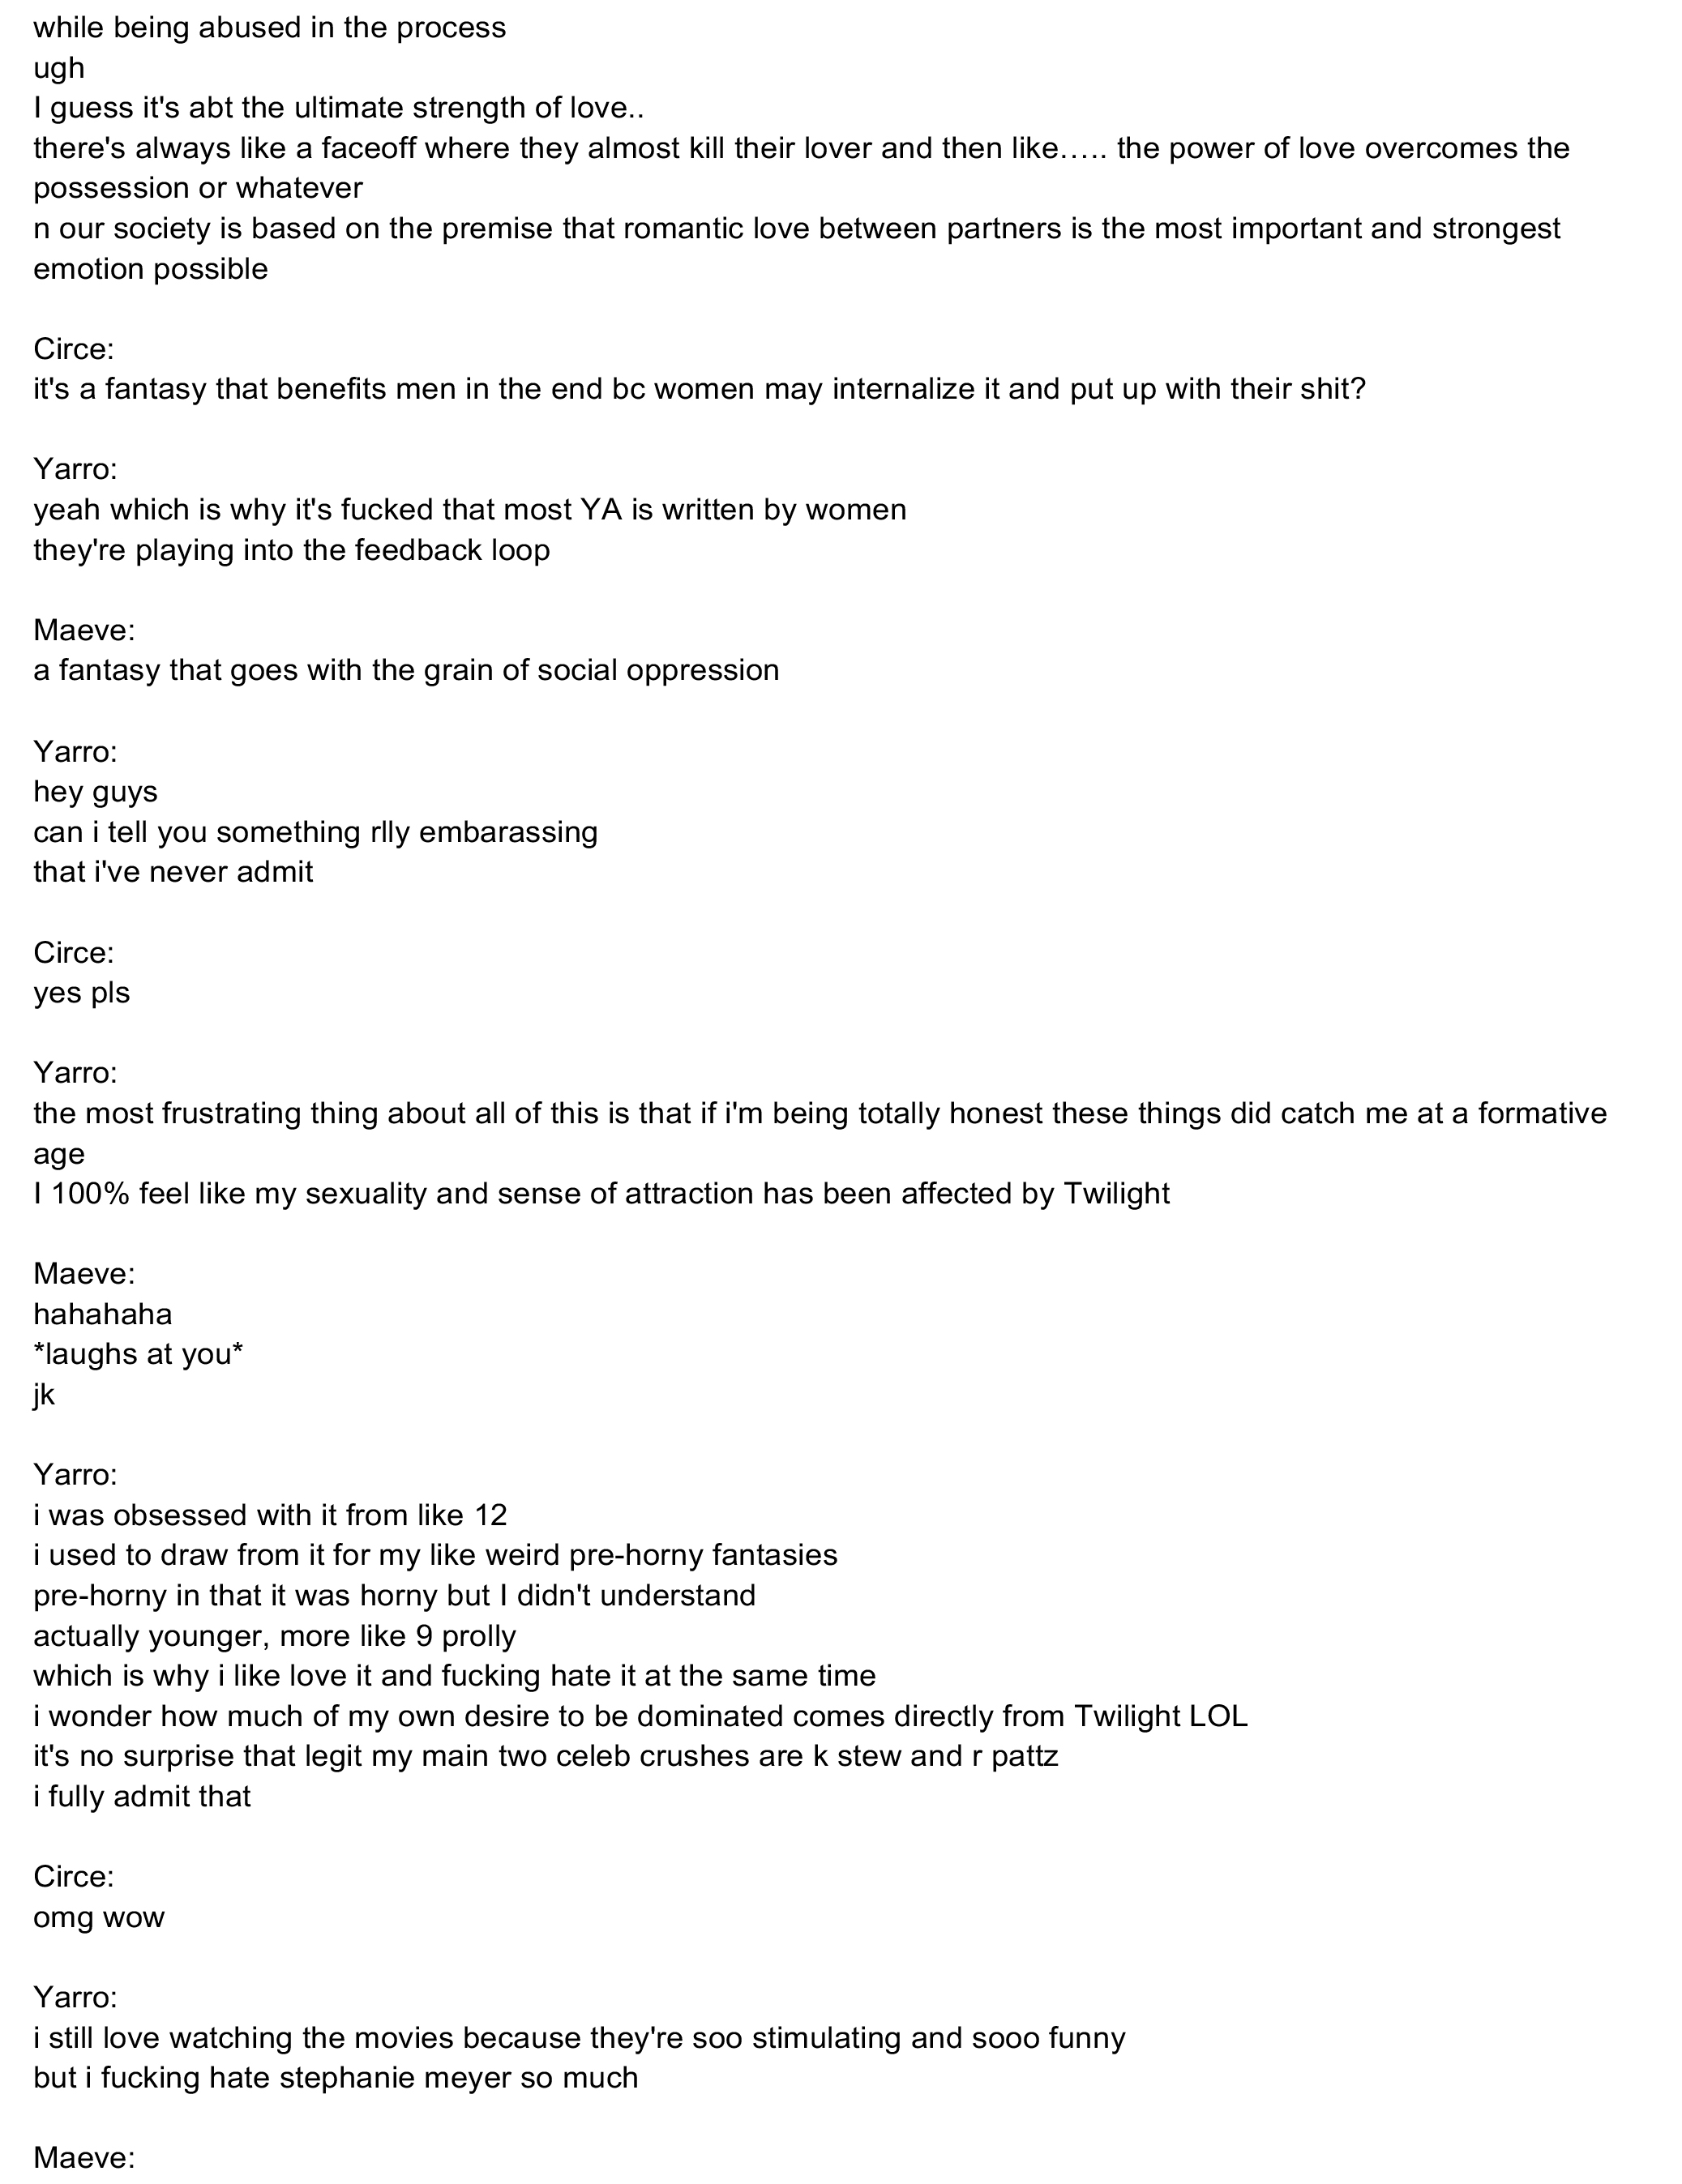 while being abused in the process
ugh
I guess it's abt the ultimate strength of love..
there's always like a faceoff where they almost kill their lover and then like….. the power of love overcomes the
possession or whatever
n our society is based on the premise that romantic love between partners is the most important and strongest
emotion possible

Circe:
it's a fantasy that benefits men in the end bc women may internalize it and put up with their shit?

Yarro:
yeah which is why it's fucked that most YA is written by women
they're playing into the feedback loop

Maeve:
a fantasy that goes with the grain of social oppression

Yarro:
hey guys
can i tell you something rlly embarassing
that i've never admit

Circe:
yes pls

Yarro:
the most frustrating thing about all of this is that if i'm being totally honest these things did catch me at a formative
age
I 100% feel like my sexuality and sense of attraction has been affected by Twilight

Maeve:
hahahaha
*laughs at you*
jk

Yarro:
i was obsessed with it from like 12
i used to draw from it for my like weird pre-horny fantasies
pre-horny in that it was horny but I didn't understand
actually younger, more like 9 prolly
which is why i like love it and fucking hate it at the same time
i wonder how much of my own desire to be dominated comes directly from Twilight LOL
it's no surprise that legit my main two celeb crushes are k stew and r pattz
i fully admit that

Circe:
omg wow

Yarro:
i still love watching the movies because they're soo stimulating and sooo funny
but i fucking hate stephanie meyer so much

Maeve: